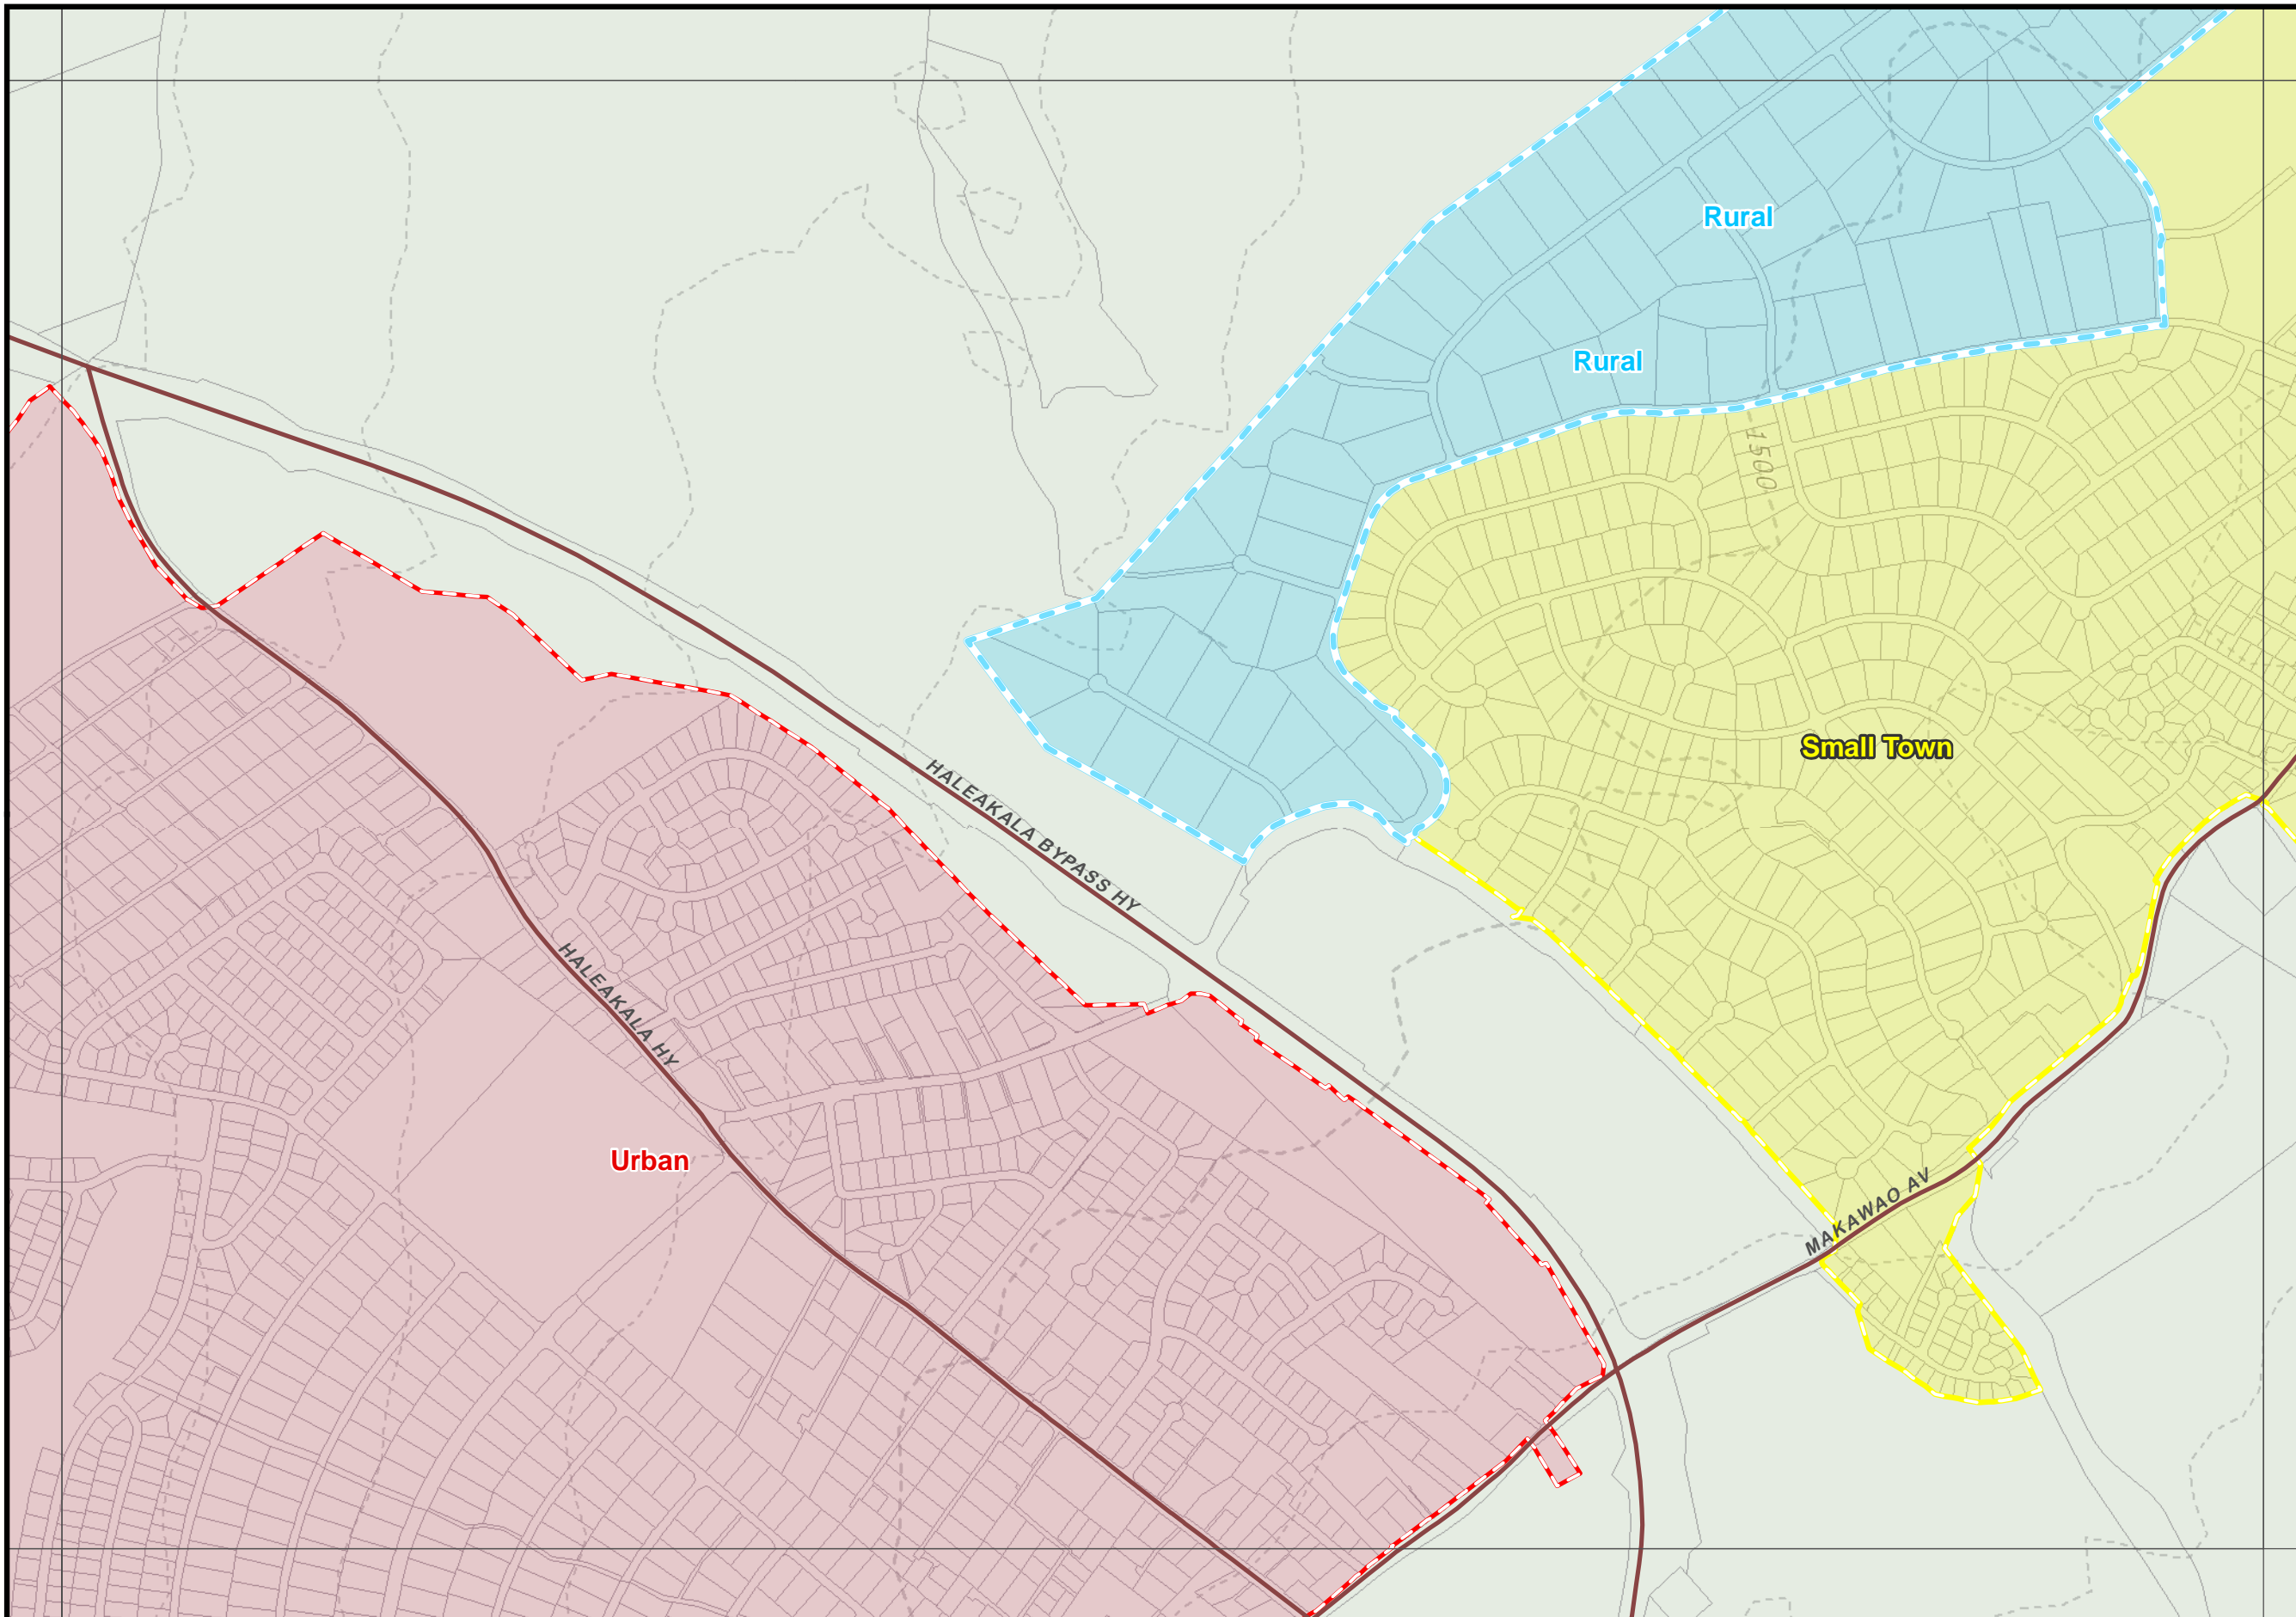 Rural
Rural
1500
Small Town
HALEAKALA BYPASS HY
HALEAKALA HY
Urban
MAKAWAO AV